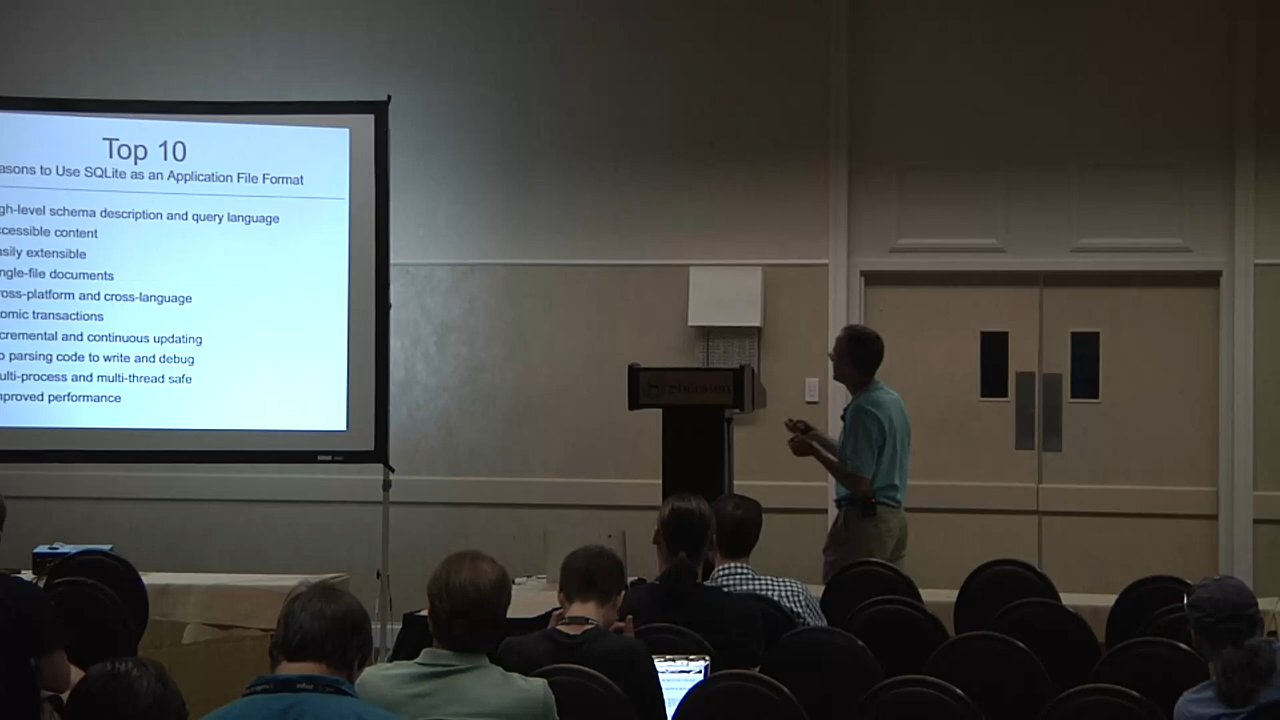 Top 10
asons to Use SQLite as an Application File Format
gh-level schema description and query language
ccessible content
asily extensible
ngle-file documents
ross-platform and cross-language
omic transactions
cremental and continuous updating
o parsing code to write and debug
ulti-process and multi-thread safe
mproved performance